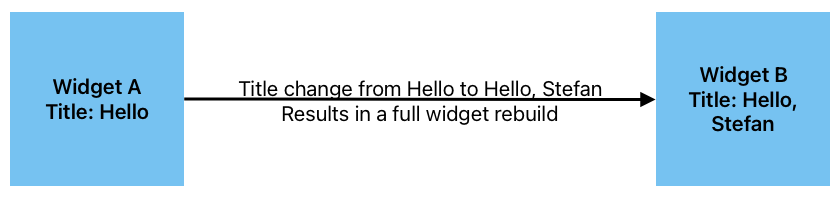 Widget A
Title: Hello
Title change from Hello to Hello, Stefan
Results in a full widget rebuild
Widget B
Title: Hello,
Stefan